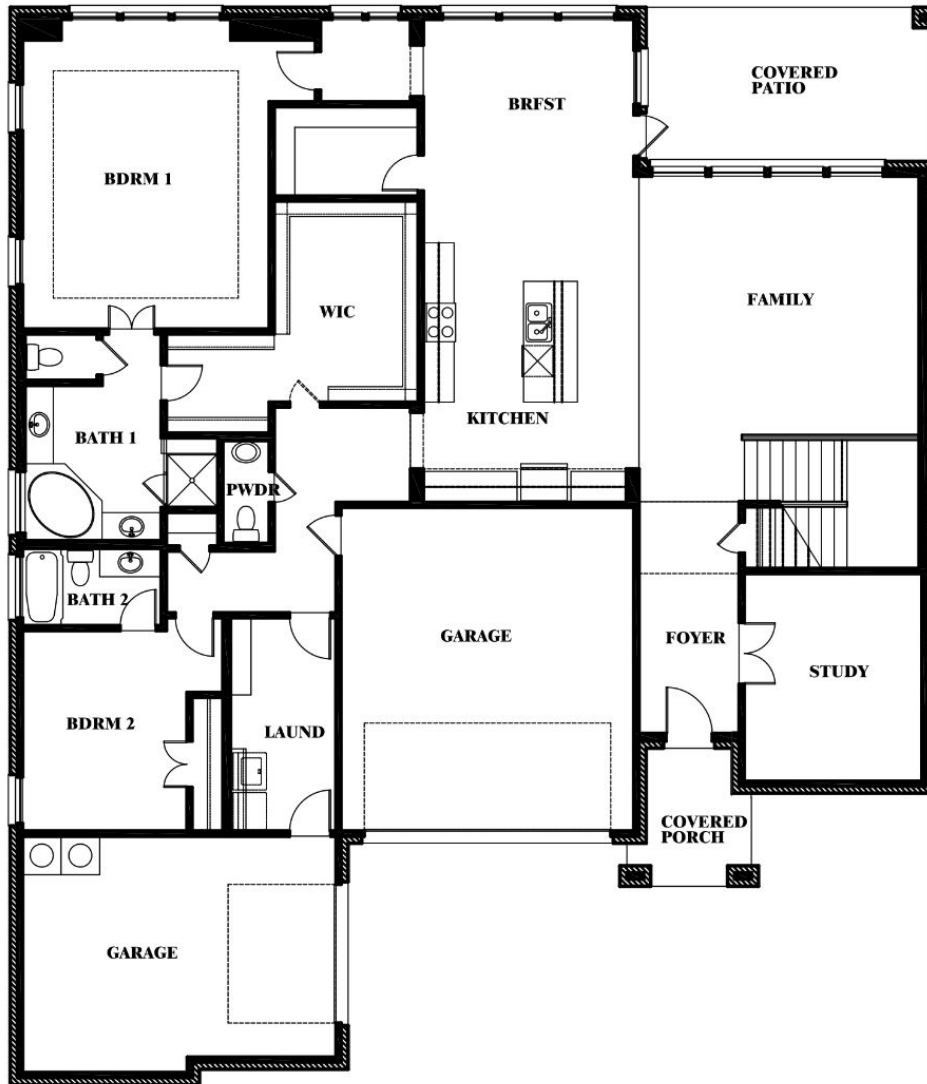 COVERED
PATIO
BRFST
BDRM 1
WIC
FAMILY
KITCHEN
BATH 1
PWDR
BATH 2
GARAGE
FOYER
STUDY
BDRM 2
LAUND
COVERED
PORCH
GARAGE